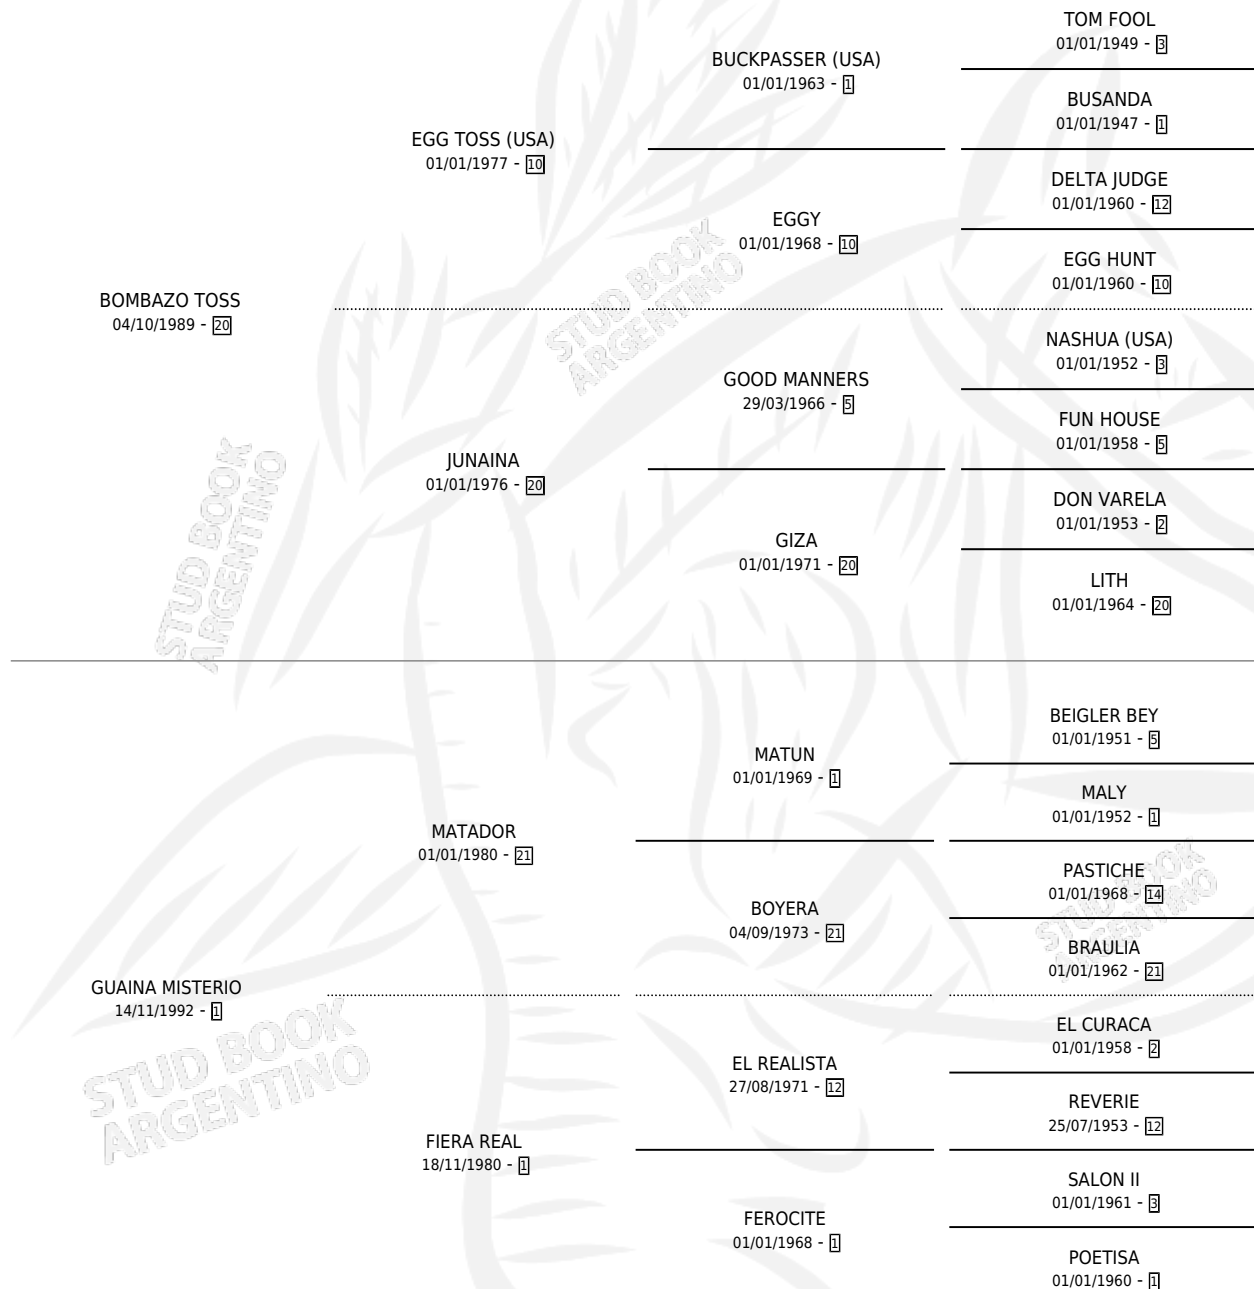 TOM FOOL
01/01/1949 - 3
BUCKPASSER (USA)
01/01/1963 - 1
BUSANDA
01/01/1947 - 1
EGG TOSS (USA)
01/01/1977 - 10
DELTA JUDGE
01/01/1960 - 12
EGGY
01/01/1968 - 10
EGG HUNT
01/01/1960 - 10
BOMBAZO TOSS
04/10/1989 - 20
STUD BOOK
ARGENTINO
NASHUA (USA)
01/01/1952 - 3
GOOD MANNERS
29/03/1966 - 5
FUN HOUSE
01/01/1958 - 5
JUNAINA
01/01/1976 - 20
DON VARELA
01/01/1953 - 2
GIZA
01/01/1971 - 20
LITH
01/01/1964 - 20
STUD BOOK
ARGENTINO
BEIGLER BEY
01/01/1951 - 5
MATUN
01/01/1969 - 1
MALY
01/01/1952 - 1
MATADOR
01/01/1980 - 21
PASTICHE
01/01/1968 - 14
BOYERA
04/09/1973 - 21
BRAULIA
01/01/1962 - 21
STUD BOOK
ARGENTINO
GUAINA MISTERIO
14/11/1992 - 1
EL CURACA
01/01/1958 - 2
EL REALISTA
27/08/1971 - 12
REVERIE
25/07/1953 - 12
STUD BOOK
ARGENTINO
FIERA REAL
18/11/1980 - 1
SALON II
01/01/1961 - 3
FEROCITE
01/01/1968 - 1
POETISA
01/01/1960 - 1